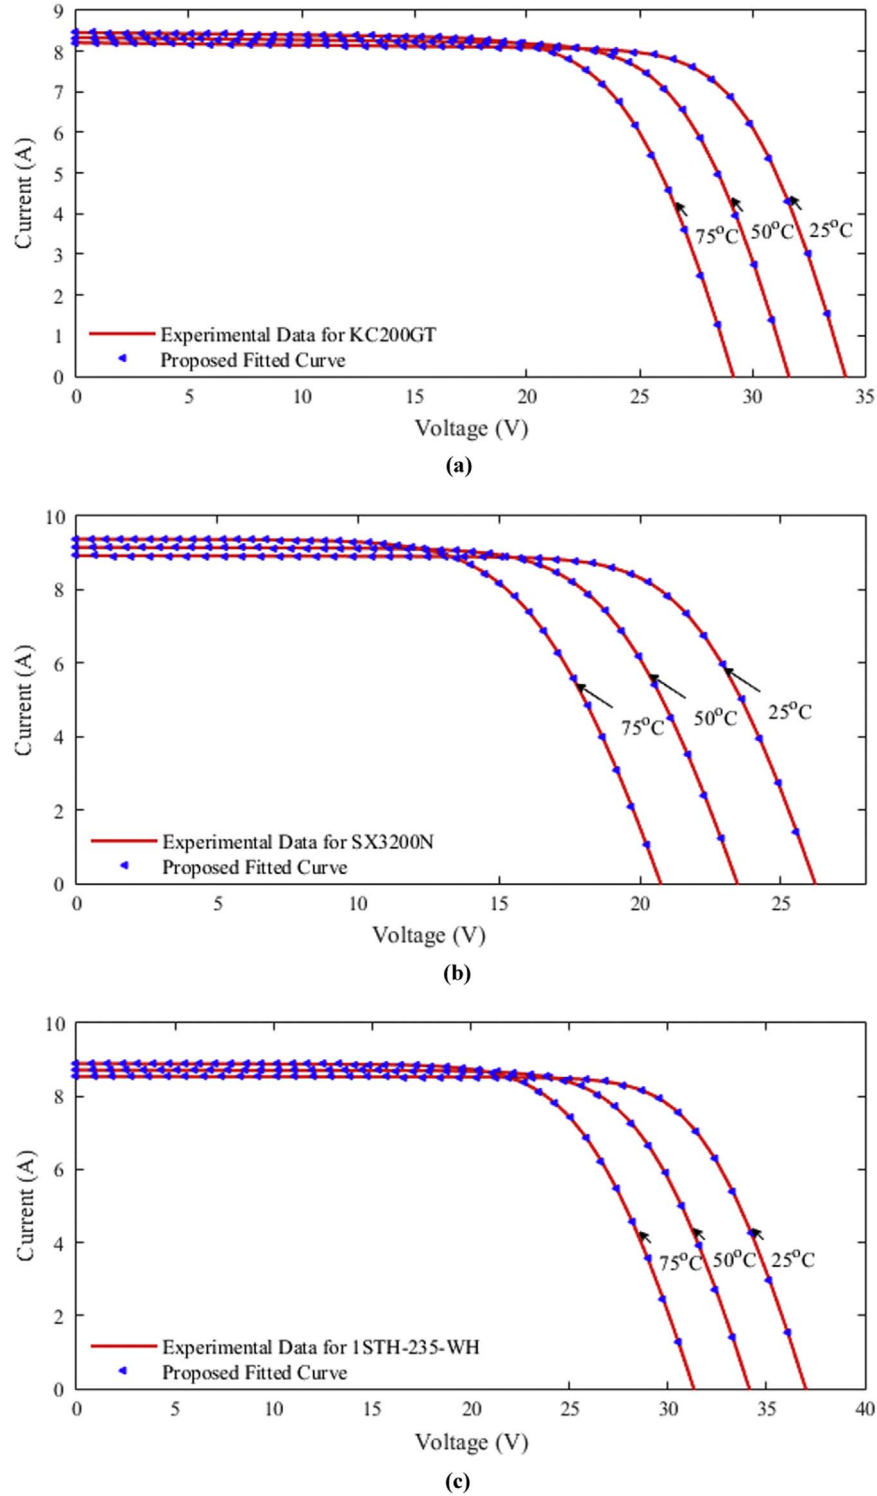 9
8
7
6
5
4
3
2
1
0
Current (A)
75°C 50°C 25°C
Experimental Data for KC200GT
Proposed Fitted Curve
0 5 10 15 20 25 30 35
Voltage (V)
(a)
10
8
6
4
2
0
Current (A)
75°C 50°C 25°C
Experimental Data for SX3200N
Proposed Fitted Curve
0 5 10 15 20 25
Voltage (V)
(b)
10
8
6
4
2
0
Current (A)
75°C 50°C 25°C
Experimental Data for 1STH-235-WH
Proposed Fitted Curve
0 5 10 15 20 25 30 35 40
Voltage (V)
(c)